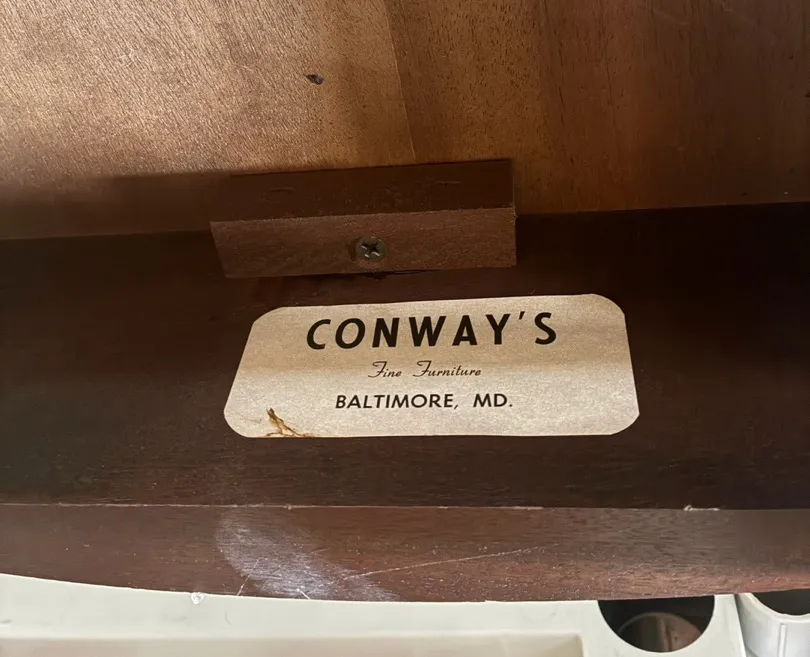 CONWAY'S
Fine Furniture
BALTIMORE, MD.